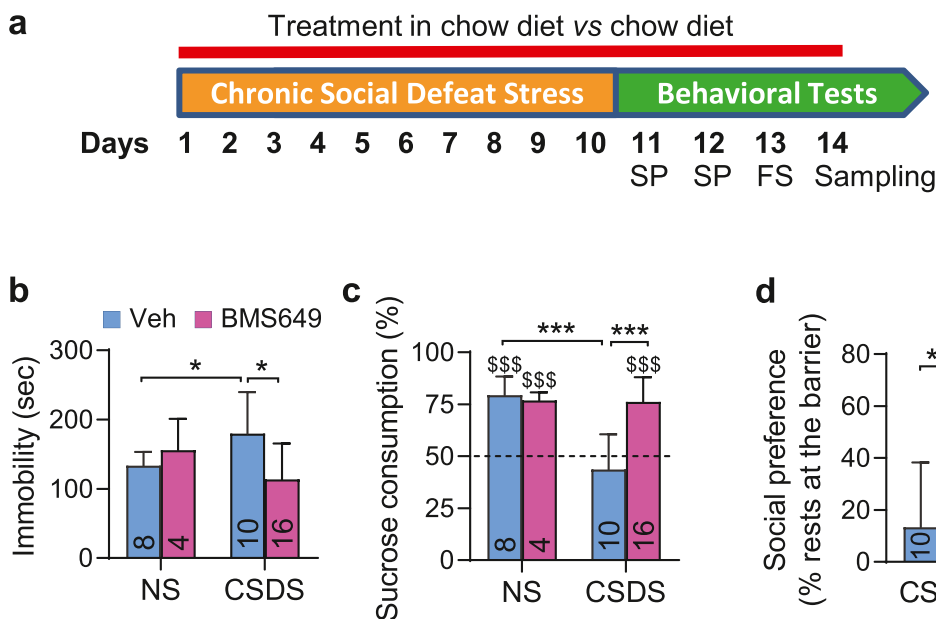 a
Treatment in chow diet vs chow diet
Chronic Social Defeat Stress
Behavioral Tests
Days 1 2 3 4 5 6 7 8 9 10 11 12 13 14
SP SP FS Sampling
b
Veh BMS649
Immobility (sec)
300
200
100
0
* *
8 4 10 16
NS CSDS
c
Sucrose consumption (%)
100
75
50
25
0
*** ***
$$$ $$$ $$$
8 4 10 16
NS CSDS
d
Social preference
(% rests at the barrier)
80
60
40
20
0
*
10
CS